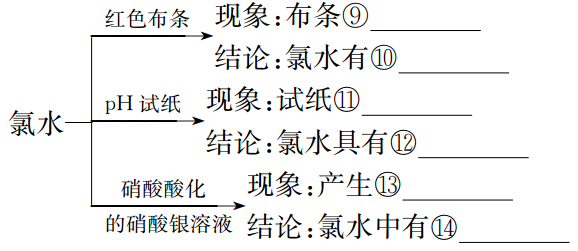 红色布条
现象:布条⑨
结论:氯水有⑩
氯水
pH 试纸
现象:试纸⑪
结论:氯水具有⑫
硝酸酸化
的硝酸银溶液
现象:产生⑬
结论:氯水中有⑭